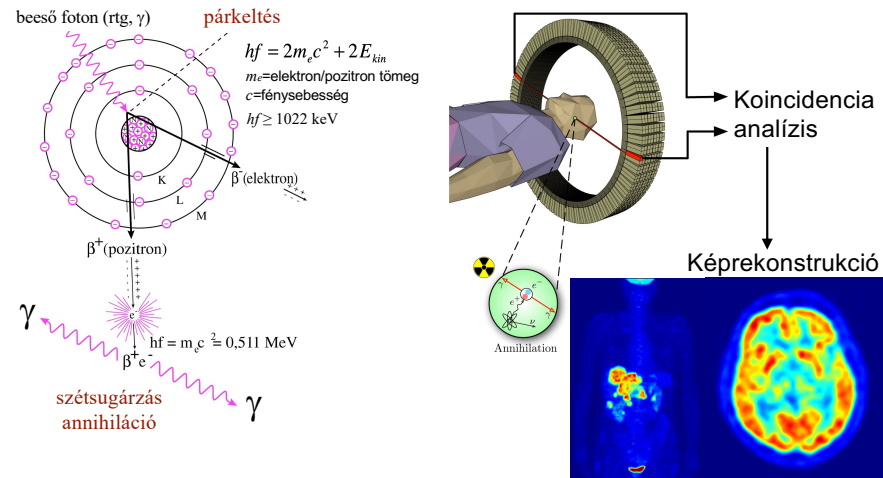 beeső foton (rtg, γ)
párkeltés
hf = 2mₑc² + 2E_kin
mₑ=elektron/pozitron tömeg
c=fénysebesség
hf ≥ 1022 keV
K
L
M
β⁻(elektron)
+ + + +
β⁺(pozitron)
+ + + +
e⁻
hf = mₑc² = 0,511 MeV
β⁺e⁻
γ
γ
szétsugárzás
annihiláció
Koincidencia
analízis
Képrekonstrukció
γ
e⁻
e⁺
ν
γ
Annihilation